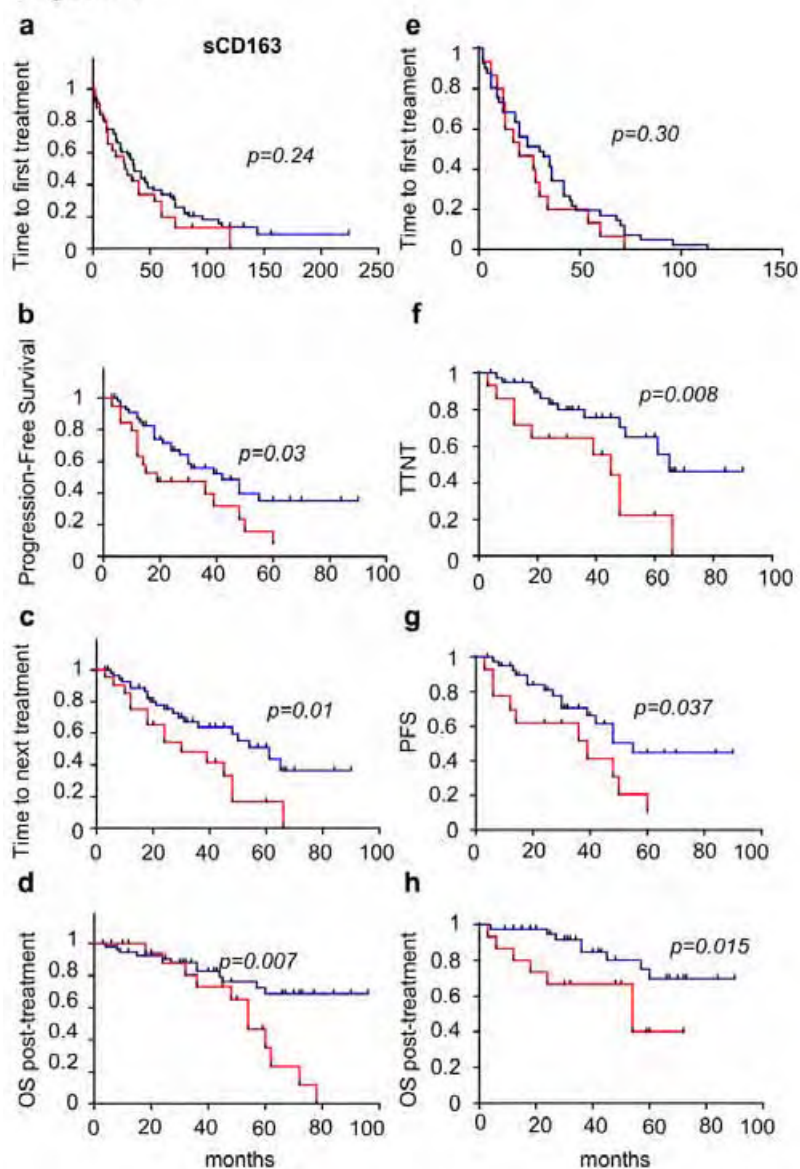 a
sCD163
Time to first treatment
1
0.8
0.6
0.4
0.2
0
p=0.24
0 50 100 150 200 250
e
Time to first treament
1
0.8
0.6
0.4
0.2
0
p=0.30
0 50 100 150
b
Progression-Free Survival
1
0.8
0.6
0.4
0.2
0
p=0.03
0 20 40 60 80 100
f
TTNT
1
0.8
0.6
0.4
0.2
0
p=0.008
0 20 40 60 80 100
c
Time to next treatment
1
0.8
0.6
0.4
0.2
0
p=0.01
0 20 40 60 80 100
g
PFS
1
0.8
0.6
0.4
0.2
0
p=0.037
0 20 40 60 80 100
d
OS post-treatment
1
0.8
0.6
0.4
0.2
0
p=0.007
0 20 40 60 80 100
months
h
OS post-treatment
1
0.8
0.6
0.4
0.2
0
p=0.015
0 20 40 60 80 100
months